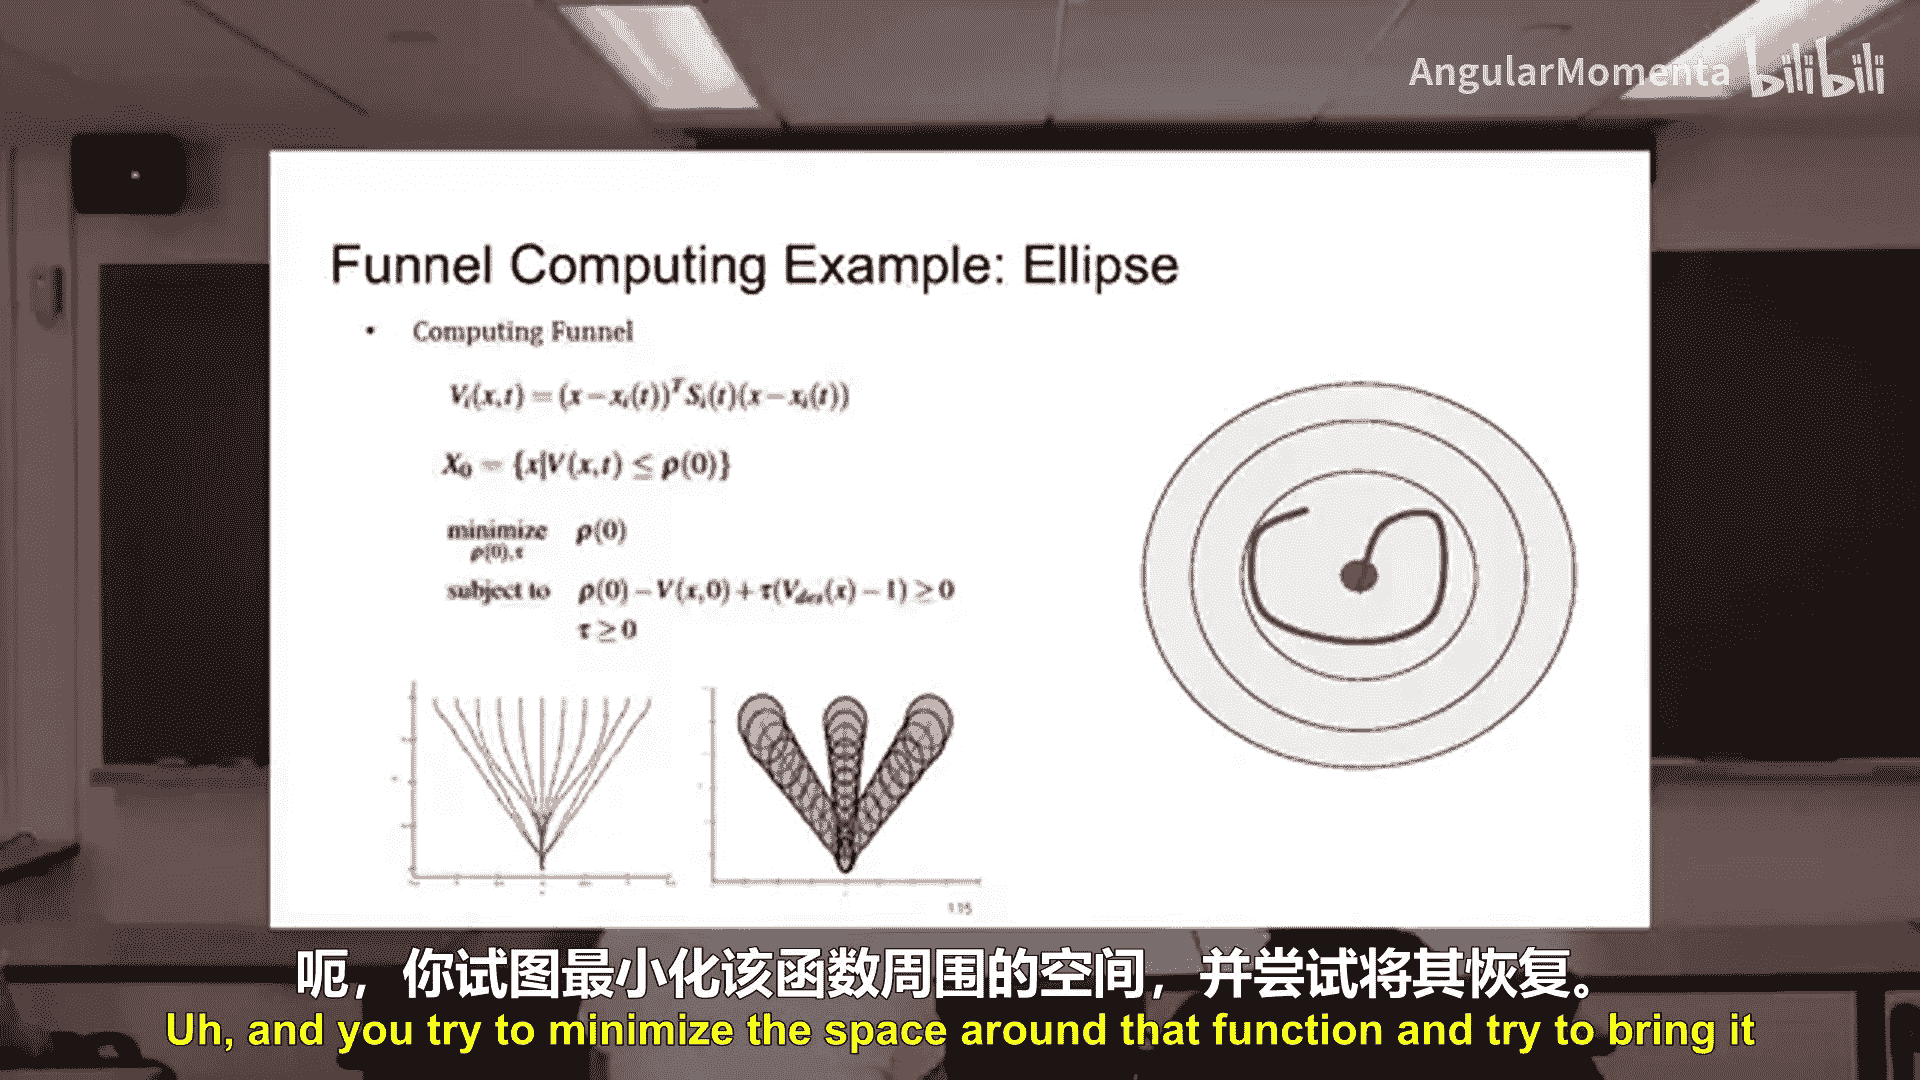 AngularMomenta bilibili
Funnel Computing Example: Ellipse
• Computing Funnel
Vᵢ(x,t) = (x − xᵢ(t))ᵀSᵢ(t)(x − xᵢ(t))
X₀ = {x|V(x,t) ≤ ρ(0)}
minimize ρ(0)
ρ(0),τ
subject to ρ(0) − V(x,0) + τ(V_des(x) − 1) ≥ 0
τ ≥ 0
呃，你试图最小化该函数周围的空间，并尝试将其恢复。
Uh, and you try to minimize the space around that function and try to bring it